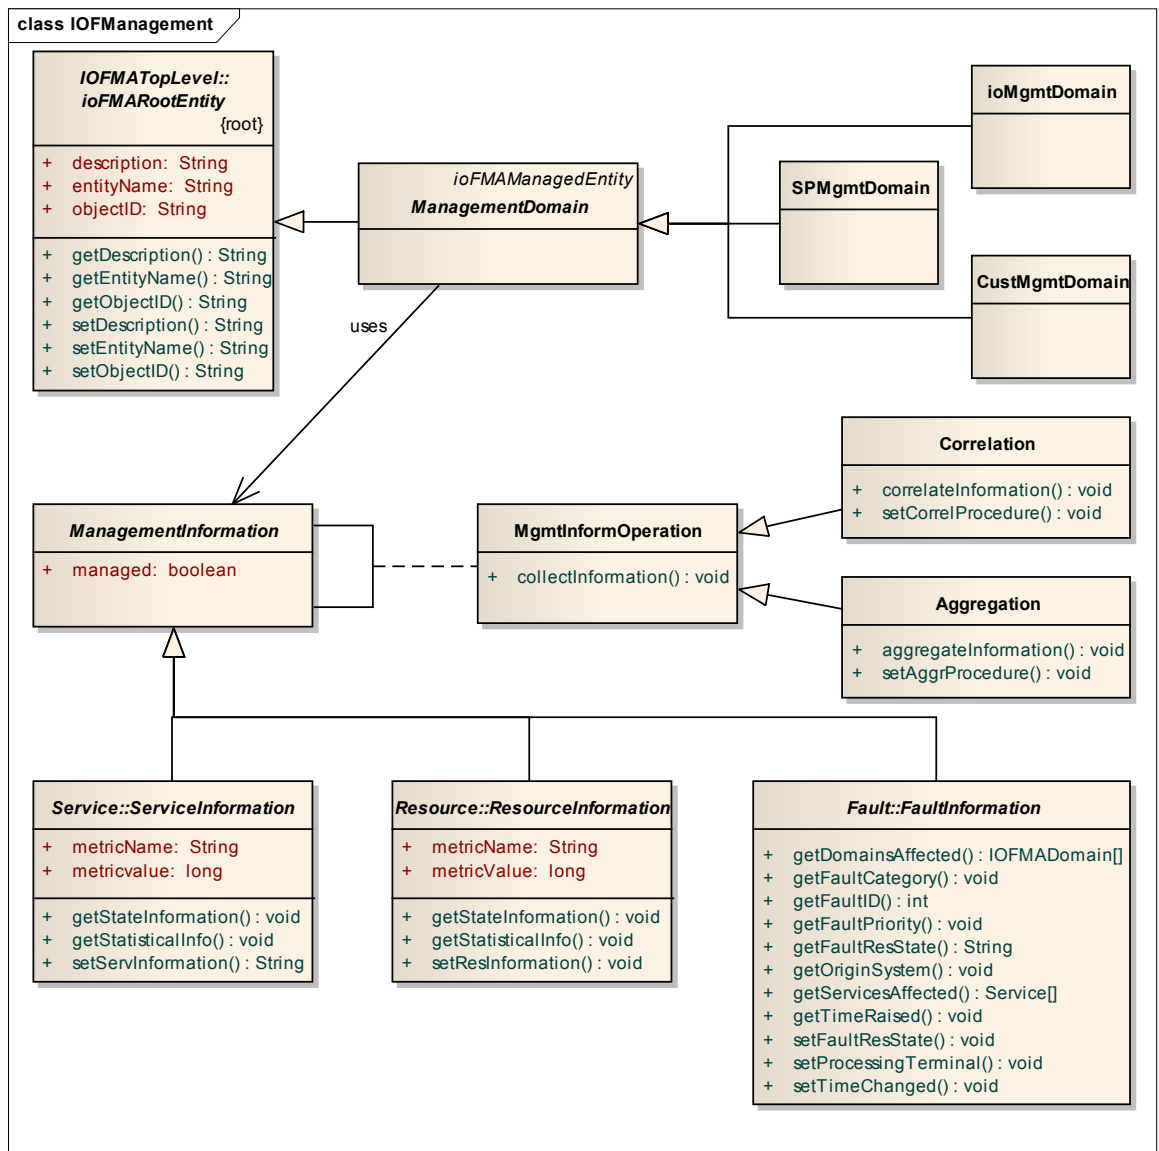 class IOFManagement
IOFMATopLevel::
ioFMARootEntity
{root}
+ description: String
+ entityName: String
+ objectID: String
+ getDescription() : String
+ getEntityName() : String
+ getObjectID() : String
+ setDescription() : String
+ setEntityName() : String
+ setObjectID() : String
ioFMAManagedEntity
ManagementDomain
ioMgmtDomain
SPMgmtDomain
CustMgmtDomain
uses
ManagementInformation
+ managed: boolean
MgmtInformOperation
+ collectInformation() : void
Correlation
+ correlateInformation() : void
+ setCorrelProcedure() : void
Aggregation
+ aggregateInformation() : void
+ setAggrProcedure() : void
Service::ServiceInformation
+ metricName: String
+ metricvalue: long
+ getStateInformation() : void
+ getStatisticalInfo() : void
+ setServInformation() : String
Resource::ResourceInformation
+ metricName: String
+ metricValue: long
+ getStateInformation() : void
+ getStatisticalInfo() : void
+ setResInformation() : void
Fault::FaultInformation
+ getDomainsAffected() : IOFMADomain[]
+ getFaultCategory() : void
+ getFaultID() : int
+ getFaultPriority() : void
+ getFaultResState() : String
+ getOriginSystem() : void
+ getServicesAffected() : Service[]
+ getTimeRaised() : void
+ setFaultResState() : void
+ setProcessingTerminal() : void
+ setTimeChanged() : void